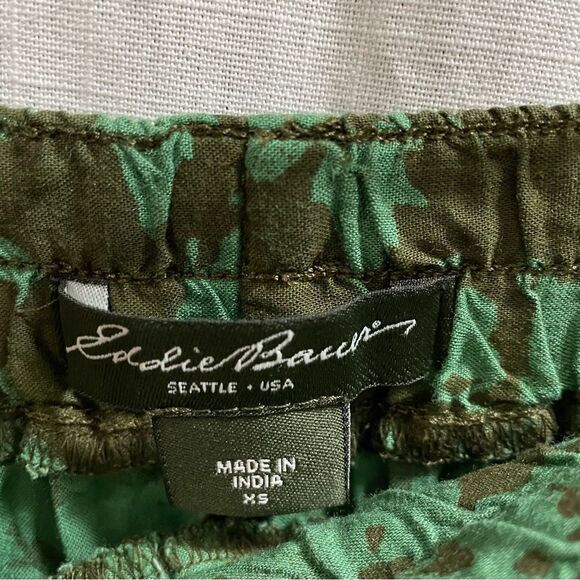 Eddie Bauer®
SEATTLE • USA
MADE IN
INDIA
XS